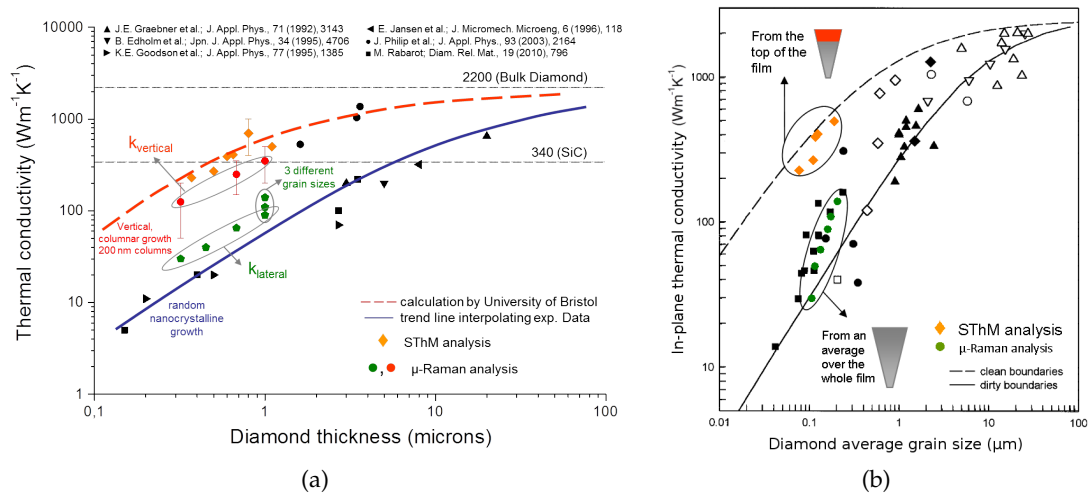 ▲ J.E. Graebner et al.; J. Appl. Phys., 71 (1992), 3143
▼ B. Edholm et al.; Jpn. J. Appl. Phys., 34 (1995), 4706
▶ K.E. Goodson et al.; J. Appl. Phys., 77 (1995), 1385
◀ E. Jansen et al.; J. Micromech. Microeng, 6 (1996), 118
● J. Philip et al.; J. Appl. Phys., 93 (2003), 2164
■ M. Rabarot; Diam. Rel. Mat., 19 (2010), 796
Thermal conductivity (Wm⁻¹K⁻¹)
10000
1000
100
10
1
2200 (Bulk Diamond)
340 (SiC)
kvertical
3 different
grain sizes
Vertical,
columnar growth
200 nm columns
klateral
random
nanocrystalline
growth
calculation by University of Bristol
trend line interpolating exp. Data
SThM analysis
, μ-Raman analysis
0,1
1
10
100
Diamond thickness (microns)
(a)
In-plane thermal conductivity (Wm⁻¹K⁻¹)
1000
100
10
From the
top of the
film
From an
average
over the
whole film
SThM analysis
μ-Raman analysis
clean boundaries
dirty boundaries
0.01
0.1
1
10
100
Diamond average grain size (μm)
(b)